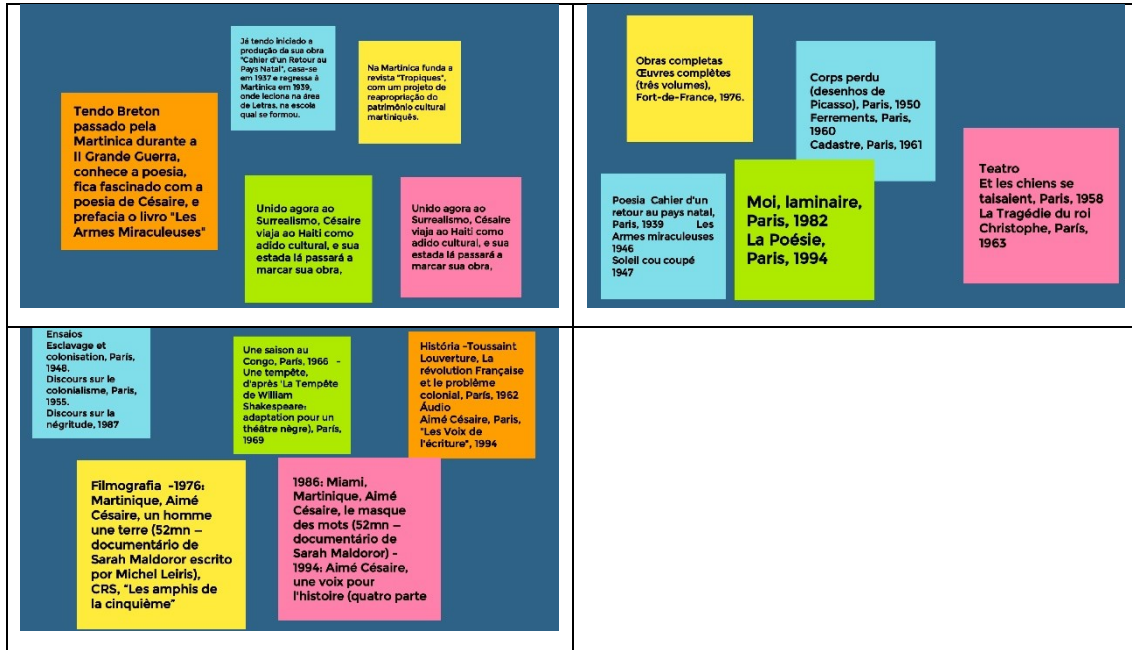 Já tendo iniciado a
produção da sua obra
"Cahier d'un Retour au
Pays Natal", casa-se
em 1937 e regressa à
Martinica em 1939,
onde leciona na área
de Letras, na escola
qual se formou.
Na Martinica funda a
revista "Tropiques",
com um projeto de
reapropriação do
patrimônio cultural
martiniquês.
Tendo Breton
passado pela
Martinica durante a
II Grande Guerra,
conhece a poesia,
fica fascinado com a
poesia de Césaire, e
prefacia o livro "Les
Armes Miraculeuses"
Unido agora ao
Surrealismo, Césaire
viaja ao Haiti como
adido cultural, e sua
estada lá passará a
marcar sua obra,
Unido agora ao
Surrealismo, Césaire
viaja ao Haiti como
adido cultural, e sua
estada lá passará a
marcar sua obra,
Obras completas
Œuvres complètes
(três volumes),
Fort-de-France, 1976.
Corps perdu
(desenhos de
Picasso), Paris, 1950
Ferrements, Paris,
1960
Cadastre, Paris, 1961
Teatro
Et les chiens se
taisaient, Paris, 1958
La Tragédie du roi
Christophe, París,
1963
Poesia Cahier d'un
retour au pays natal,
Paris, 1939 Les
Armes miraculeuses
1946
Soleil cou coupé
1947
Moi, laminaire,
Paris, 1982
La Poésie,
Paris, 1994
Ensaios
Esclavage et
colonisation, París,
1948.
Discours sur le
colonialisme, Paris,
1955.
Discours sur la
négritude, 1987
Une saison au
Congo, París, 1966 -
Une tempête,
d'après 'La Tempête
de William
Shakespeare:
adaptation pour un
théâtre nègre), París,
1969
História -Toussaint
Louverture, La
révolution Française
et le problème
colonial, París, 1962
Áudio
Aimé Césaire, Paris,
"Les Voix de
l'écriture", 1994
Filmografia -1976:
Martinique, Aimé
Césaire, un homme
une terre (52mn –
documentário de
Sarah Maldoror escrito
por Michel Leiris),
CRS, "Les amphis de
la cinquième"
1986: Miami,
Martinique, Aimé
Césaire, le masque
des mots (52mn –
documentário de
Sarah Maldoror) -
1994: Aimé Césaire,
une voix pour
l'histoire (quatro parte